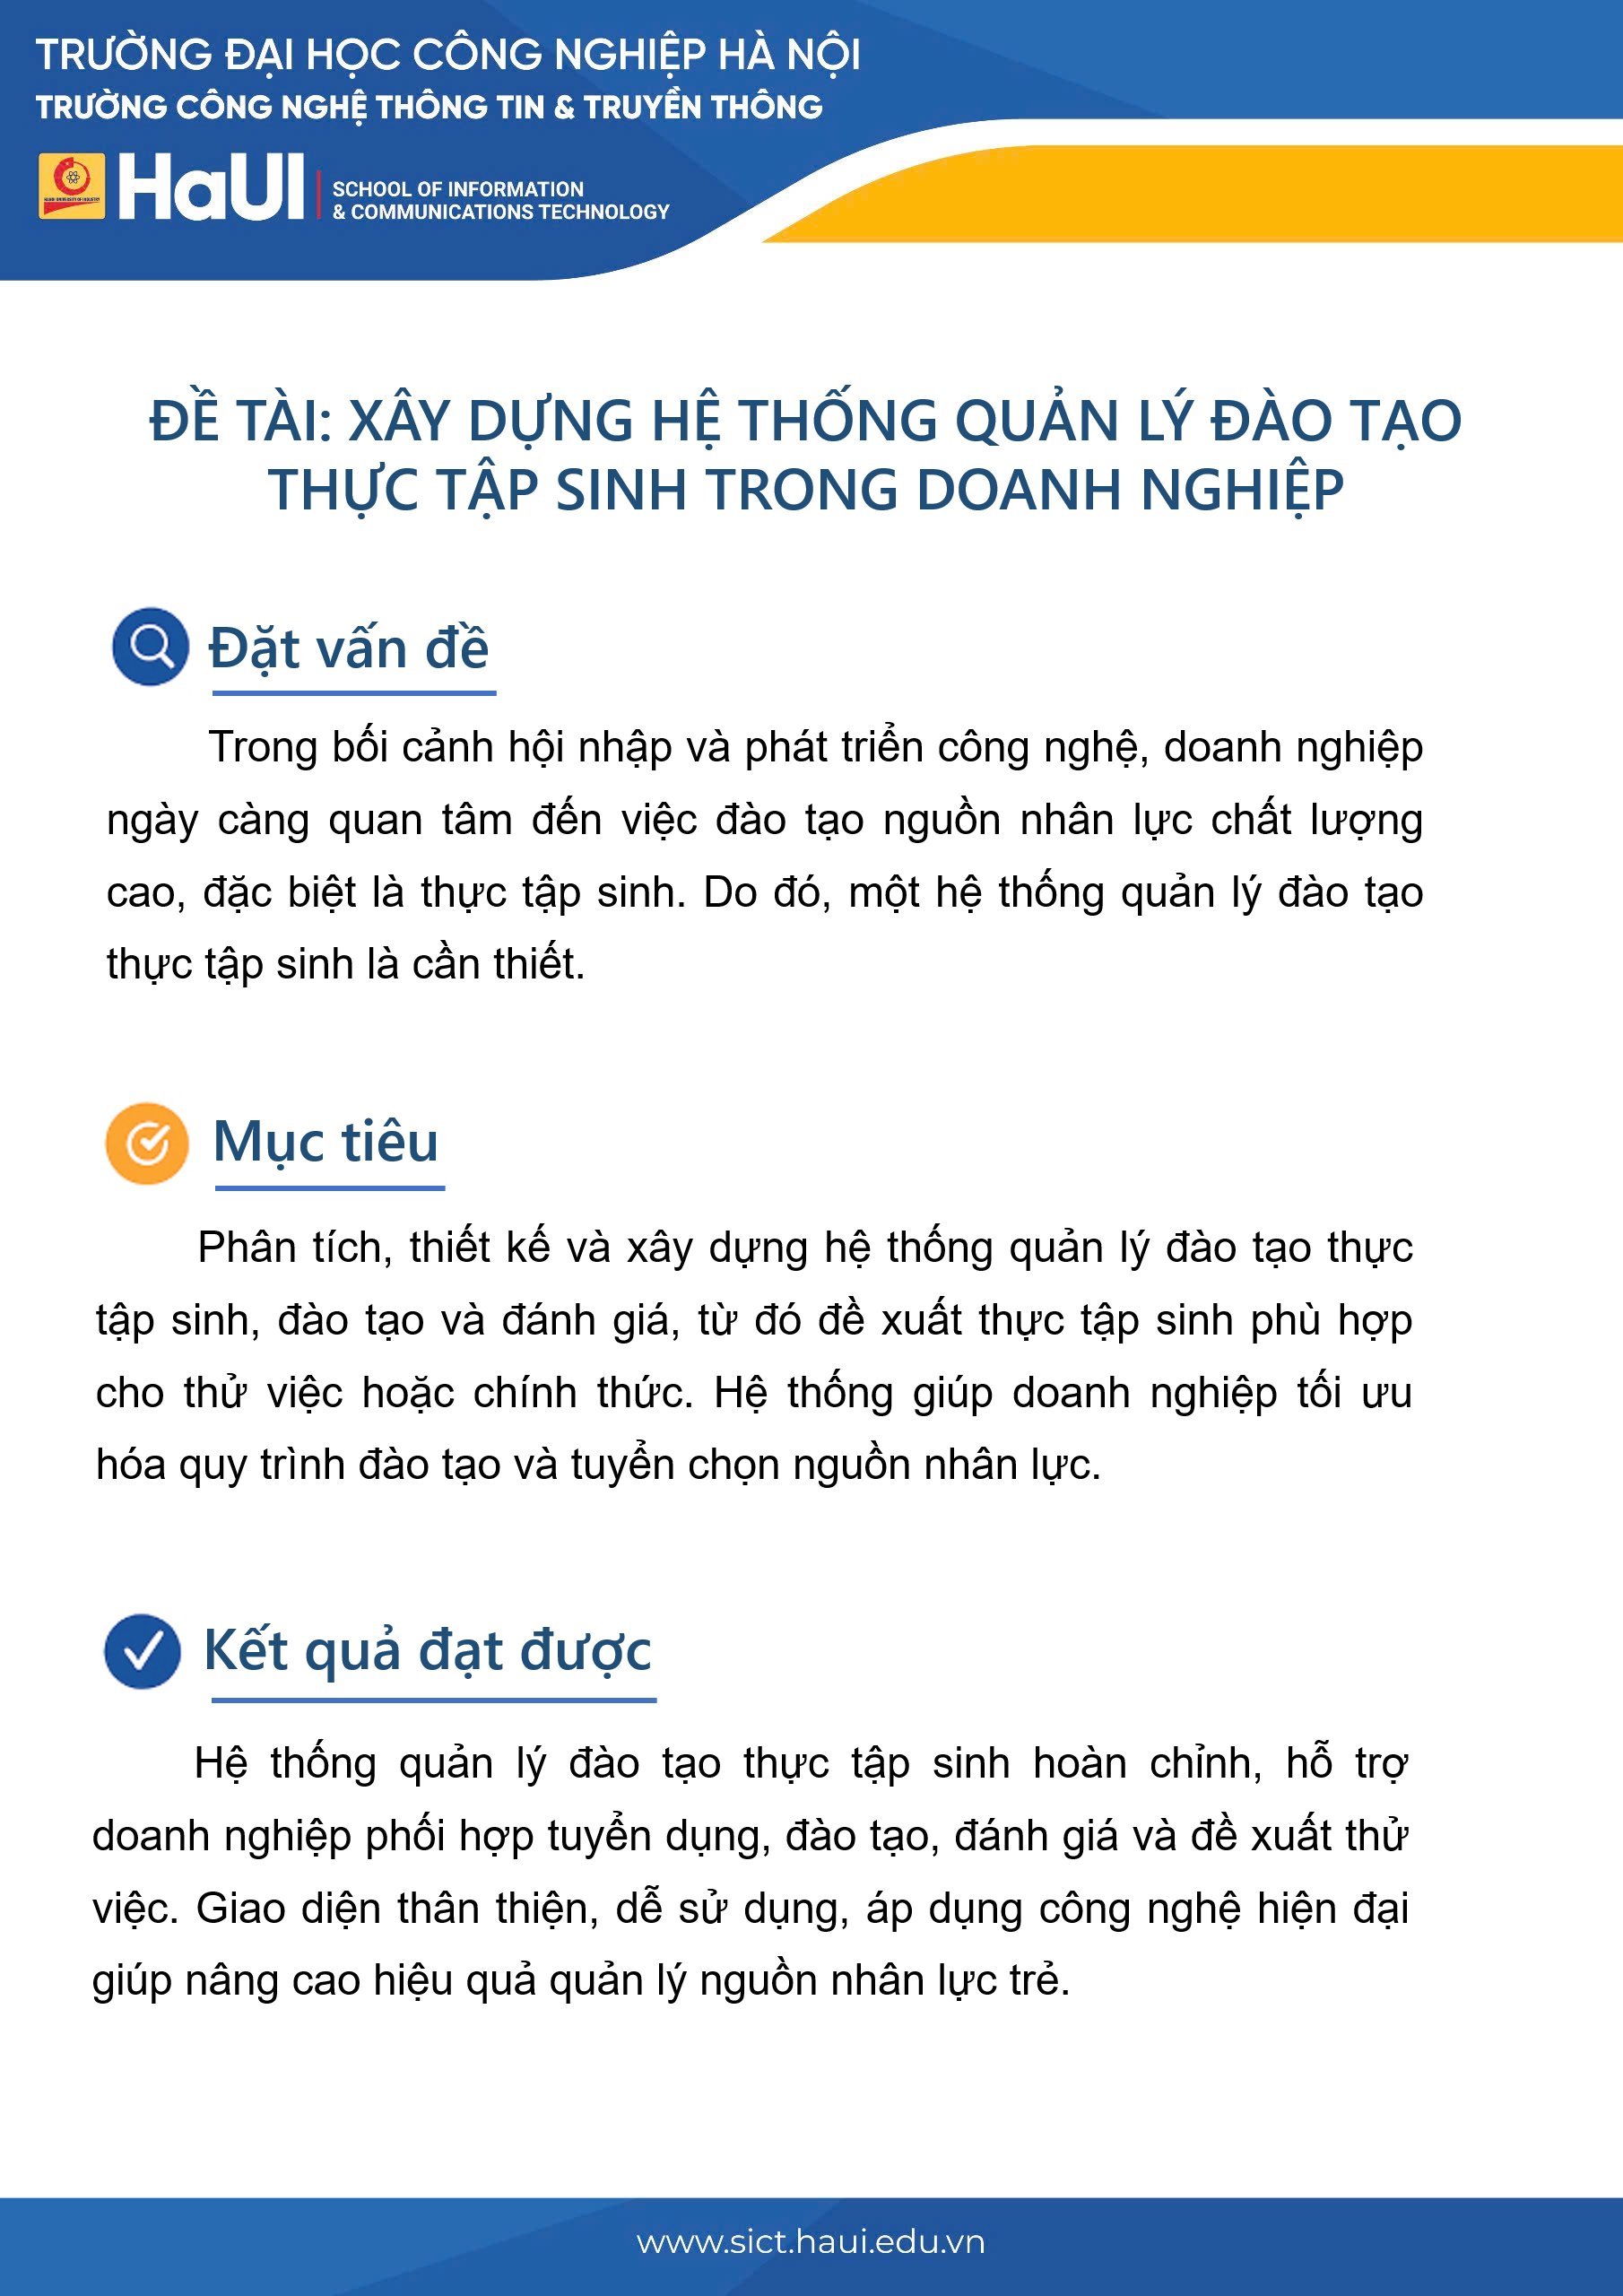 TRƯỜNG ĐẠI HỌC CÔNG NGHIỆP HÀ NỘI
TRƯỜNG CÔNG NGHỆ THÔNG TIN & TRUYỀN THÔNG
HaUI
SCHOOL OF INFORMATION
& COMMUNICATIONS TECHNOLOGY
ĐỀ TÀI: XÂY DỰNG HỆ THỐNG QUẢN LÝ ĐÀO TẠO
THỰC TẬP SINH TRONG DOANH NGHIỆP
Đặt vấn đề
Trong bối cảnh hội nhập và phát triển công nghệ, doanh nghiệp
ngày càng quan tâm đến việc đào tạo nguồn nhân lực chất lượng
cao, đặc biệt là thực tập sinh. Do đó, một hệ thống quản lý đào tạo
thực tập sinh là cần thiết.
Mục tiêu
Phân tích, thiết kế và xây dựng hệ thống quản lý đào tạo thực
tập sinh, đào tạo và đánh giá, từ đó đề xuất thực tập sinh phù hợp
cho thử việc hoặc chính thức. Hệ thống giúp doanh nghiệp tối ưu
hóa quy trình đào tạo và tuyển chọn nguồn nhân lực.
Kết quả đạt được
Hệ thống quản lý đào tạo thực tập sinh hoàn chỉnh, hỗ trợ
doanh nghiệp phối hợp tuyển dụng, đào tạo, đánh giá và đề xuất thử
việc. Giao diện thân thiện, dễ sử dụng, áp dụng công nghệ hiện đại
giúp nâng cao hiệu quả quản lý nguồn nhân lực trẻ.
www.sict.haui.edu.vn